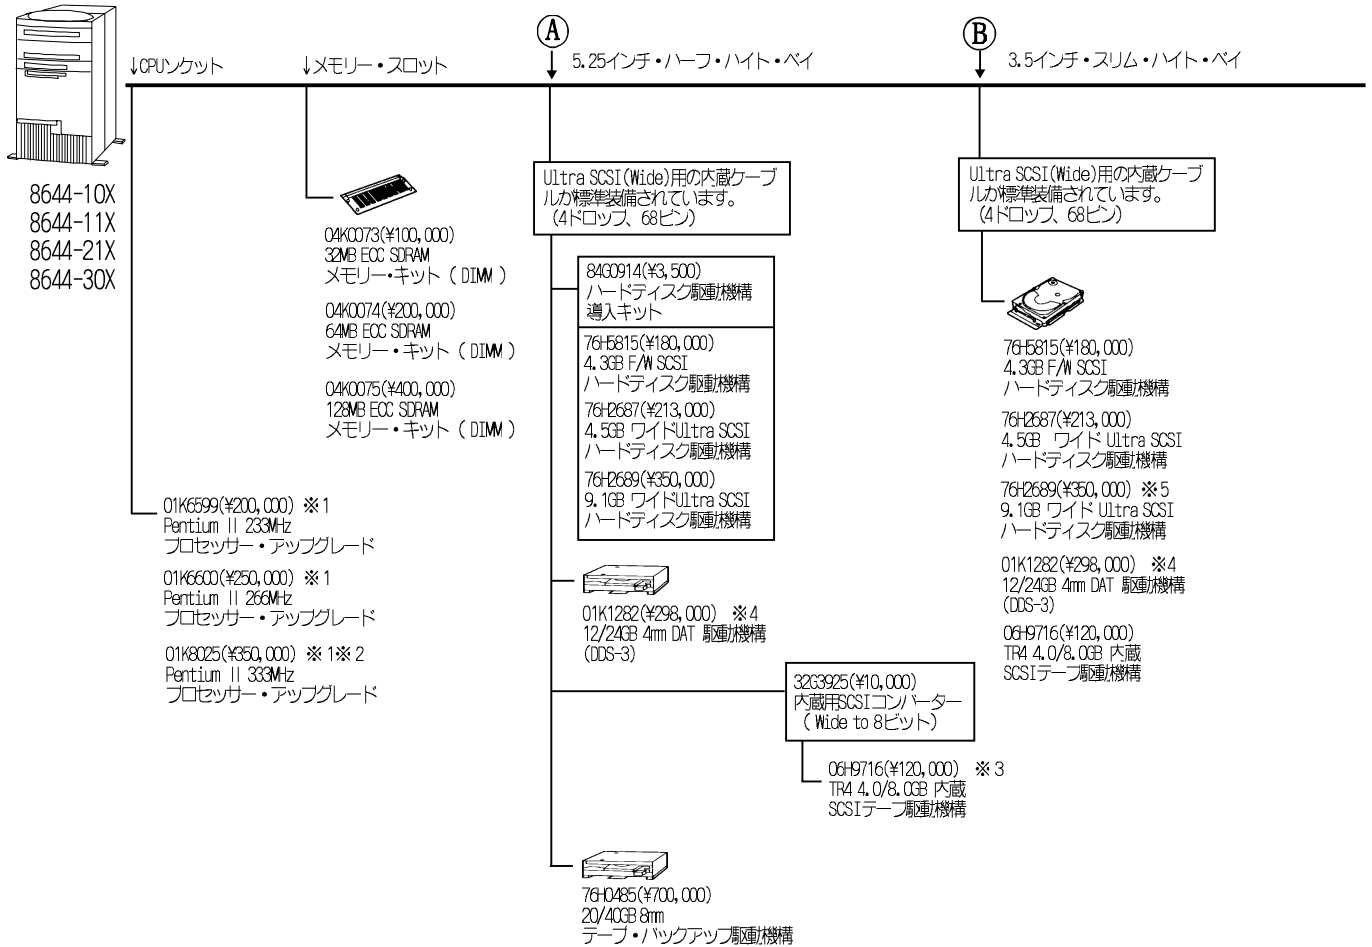 8644-10X
8644-11X
8644-21X
8644-30X
↓CPUソケット
01K6599(¥200,000) ※1
Pentium II 233MHz
プロセッサー・アップグレード
01K6600(¥250,000) ※1
Pentium II 266MHz
プロセッサー・アップグレード
01K8025(¥350,000) ※1※2
Pentium II 333MHz
プロセッサー・アップグレード
↓メモリー・スロット
04K0073(¥100,000)
32MB ECC SDRAM
メモリー・キット（DIMM）
04K0074(¥200,000)
64MB ECC SDRAM
メモリー・キット（DIMM）
04K0075(¥400,000)
128MB ECC SDRAM
メモリー・キット（DIMM）
Ⓐ
5.25インチ・ハーフ・ハイト・ベイ
Ultra SCSI(Wide)用の内蔵ケーブ
ルが標準装備されています。
（4ドロップ、68ピン）
84G0914(¥3,500)
ハードディスク駆動機構
導入キット
76H5815(¥180,000)
4.3GB F/W SCSI
ハードディスク駆動機構
76H2687(¥213,000)
4.5GB ワイドUltra SCSI
ハードディスク駆動機構
76H2689(¥350,000)
9.1GB ワイドUltra SCSI
ハードディスク駆動機構
01K1282(¥298,000) ※4
12/24GB 4mm DAT 駆動機構
(DDS-3)
32G3925(¥10,000)
内蔵用SCSIコンバーター
（Wide to 8ビット）
06H9716(¥120,000) ※3
TR4 4.0/8.0GB 内蔵
SCSIテープ駆動機構
76H0485(¥700,000)
20/40GB 8mm
テープ・バックアップ駆動機構
Ⓑ
3.5インチ・スリム・ハイト・ベイ
Ultra SCSI(Wide)用の内蔵ケーブ
ルが標準装備されています。
（4ドロップ、68ピン）
76H5815(¥180,000)
4.3GB F/W SCSI
ハードディスク駆動機構
76H2687(¥213,000)
4.5GB ワイド Ultra SCSI
ハードディスク駆動機構
76H2689(¥350,000) ※5
9.1GB ワイド Ultra SCSI
ハードディスク駆動機構
01K1282(¥298,000) ※4
12/24GB 4mm DAT 駆動機構
(DDS-3)
06H9716(¥120,000)
TR4 4.0/8.0GB 内蔵
SCSIテープ駆動機構